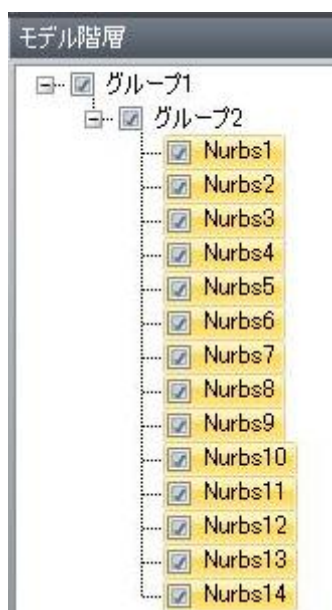 モデル階層
グループ1
グループ2
Nurbs1
Nurbs2
Nurbs3
Nurbs4
Nurbs5
Nurbs6
Nurbs7
Nurbs8
Nurbs9
Nurbs10
Nurbs11
Nurbs12
Nurbs13
Nurbs14